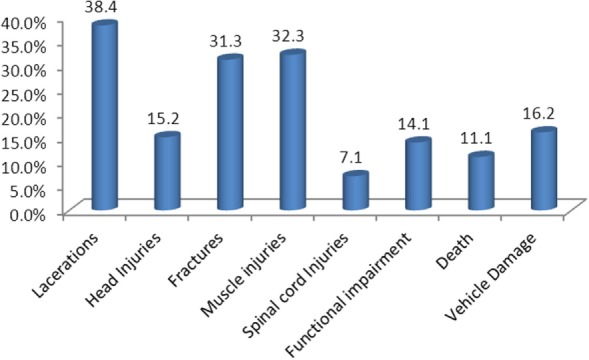 38.4
15.2
31.3
32.3
7.1
14.1
11.1
16.2
40.0%
35.0%
30.0%
25.0%
20.0%
15.0%
10.0%
5.0%
0.0%
Lacerations
Head Injuries
Fractures
Muscle injuries
Spinal cord Injuries
Functional impairment
Death
Vehicle Damage